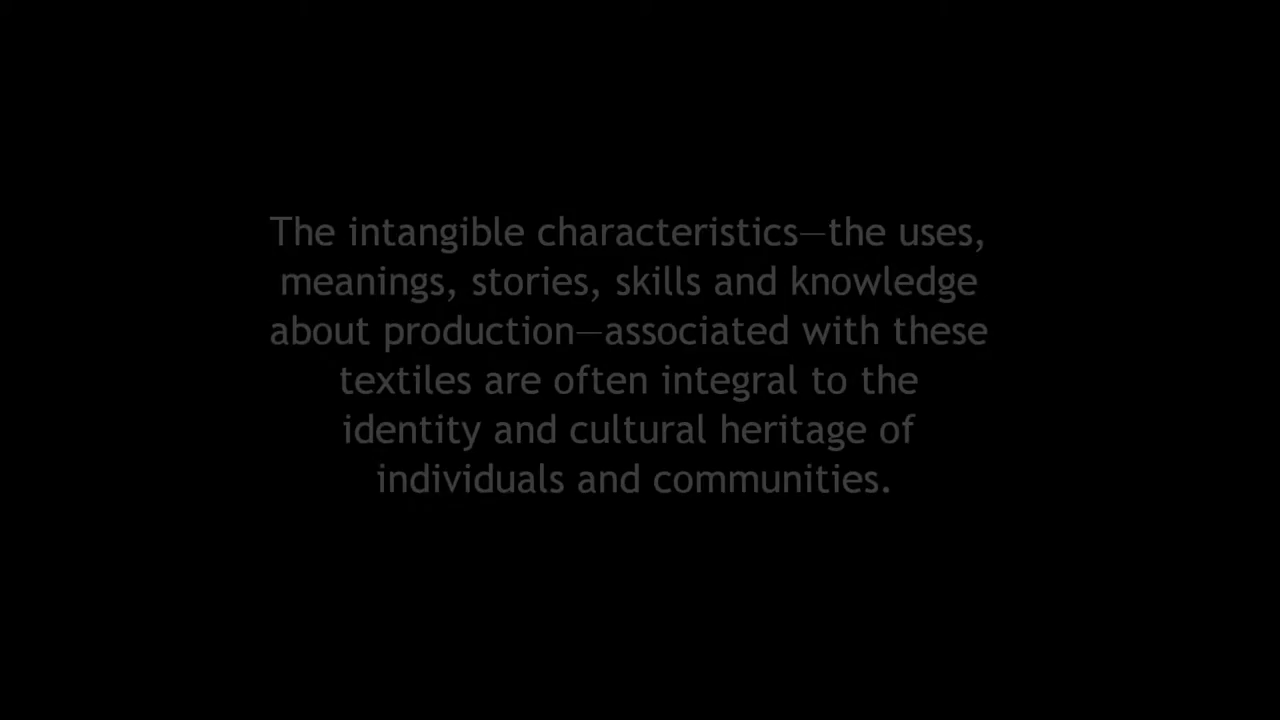 The intangible characteristics—the uses,
meanings, stories, skills and knowledge
about production—associated with these
textiles are often integral to the
identity and cultural heritage of
individuals and communities.